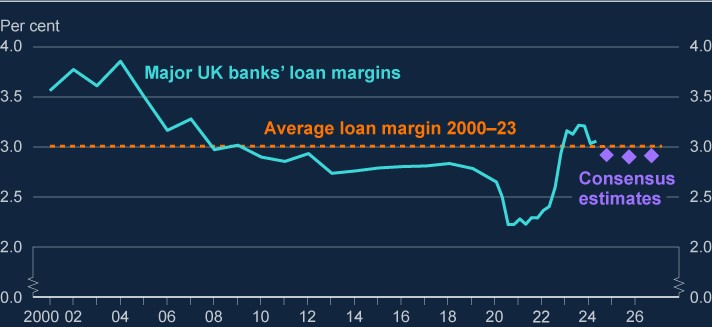 Per cent
4.0 4.0
Major UK banks’ loan margins
3.5 3.5
Average loan margin 2000–23
3.0 3.0
Consensus
estimates
2.5 2.5
2.0 2.0
0.0 0.0
2000 02 04 06 08 10 12 14 16 18 20 22 24 26